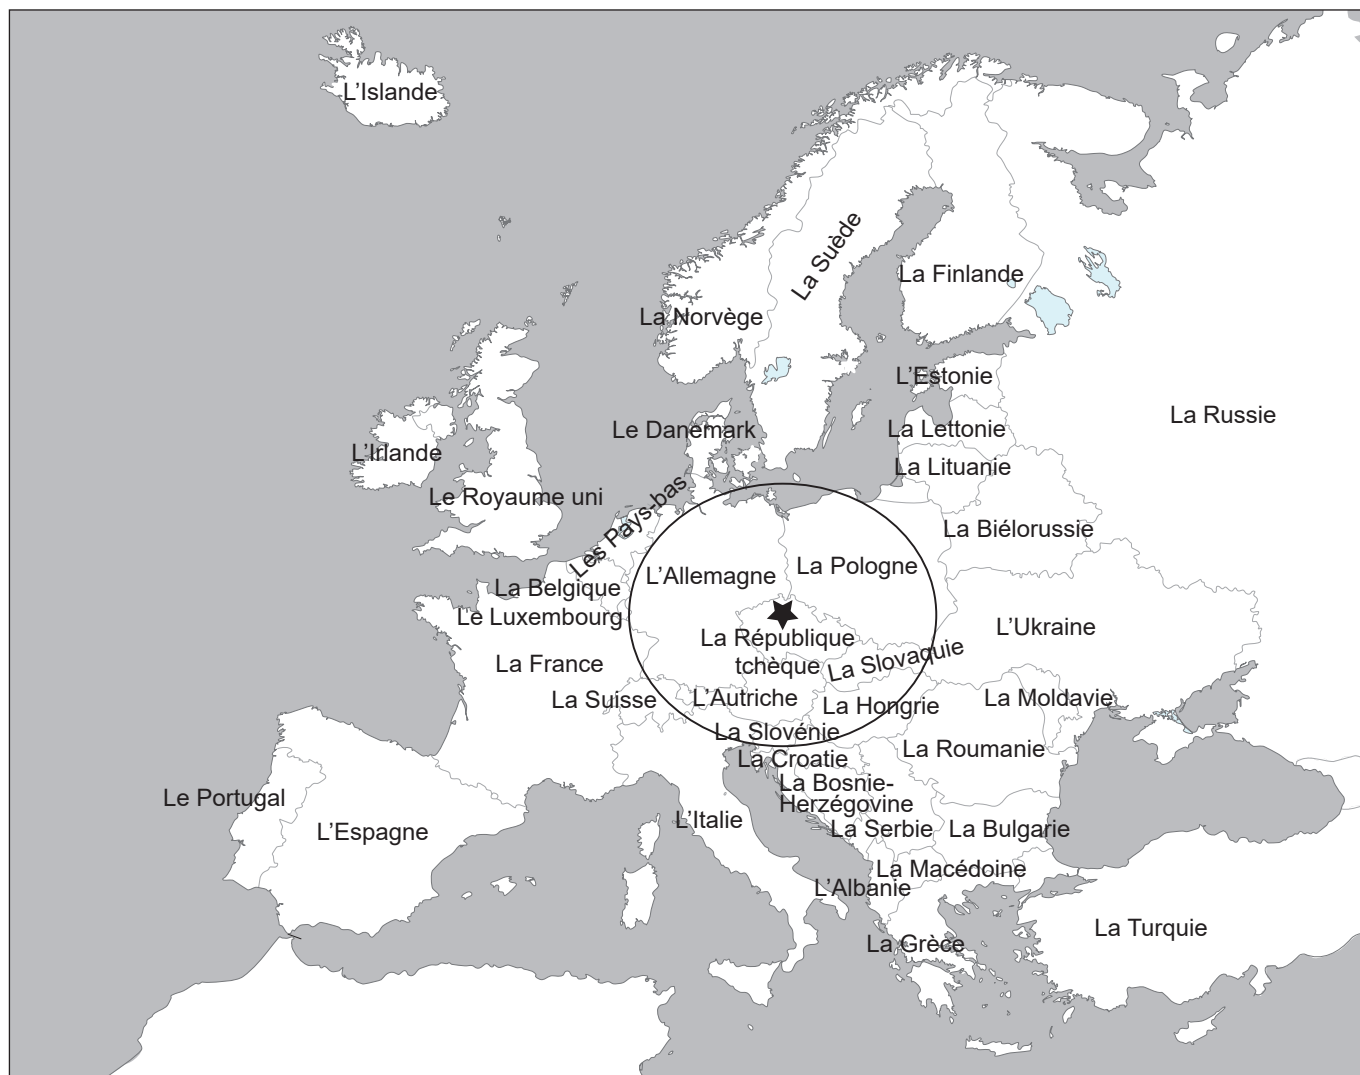 L'Islande
La Suède
La Finlande
La Norvège
L'Estonie
La Russie
Le Danemark
La Lettonie
L'Irlande
La Lituanie
Le Royaume uni
Les Pays-bas
La Biélorussie
La Pologne
L'Allemagne
La Belgique
Le Luxembourg
L'Ukraine
La République
tchèque
La Slovaquie
La France
La Suisse
L'Autriche
La Hongrie
La Moldavie
La Slovénie
La Roumanie
La Croatie
La Bosnie-
Herzégovine
Le Portugal
L'Espagne
L'Italie
La Serbie
La Bulgarie
La Macédoine
L'Albanie
La Turquie
La Grèce